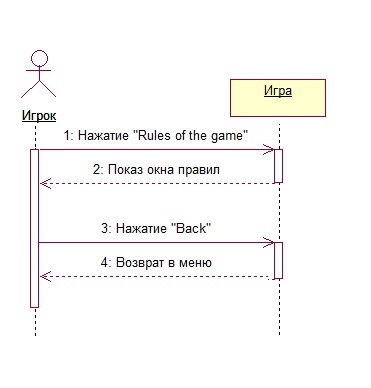 Игрок
Игра
1: Нажатие "Rules of the game"
2: Показ окна правил
3: Нажатие "Back"
4: Возврат в меню